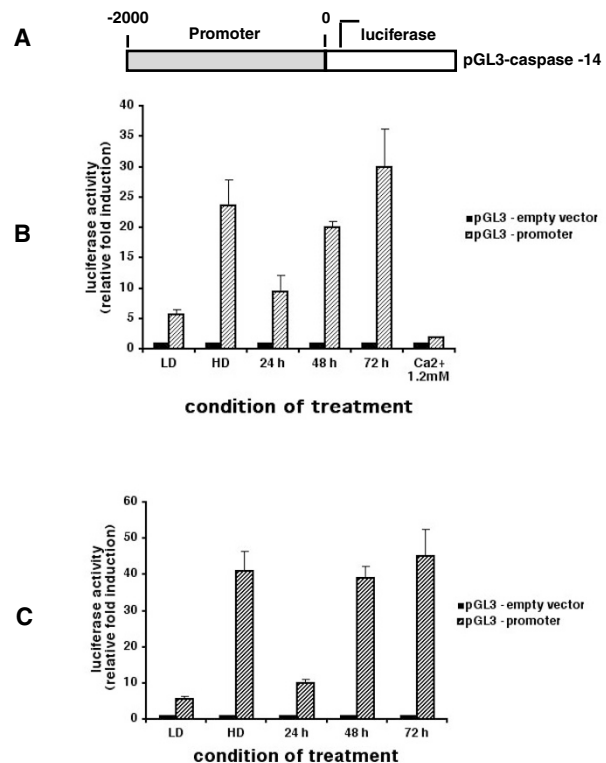 A
-2000
0
Promoter
luciferase
pGL3-caspase -14
B
luciferase activity
(relative fold induction)
40
35
30
25
20
15
10
5
0
LD HD 24 h 48 h 72 h Ca2+
1.2mM
condition of treatment
pGL3 - empty vector
pGL3 - promoter
C
luciferase activity
(relative fold induction)
60
50
40
30
20
10
0
LD HD 24 h 48 h 72 h
condition of treatment
pGL3 - empty vector
pGL3 - promoter